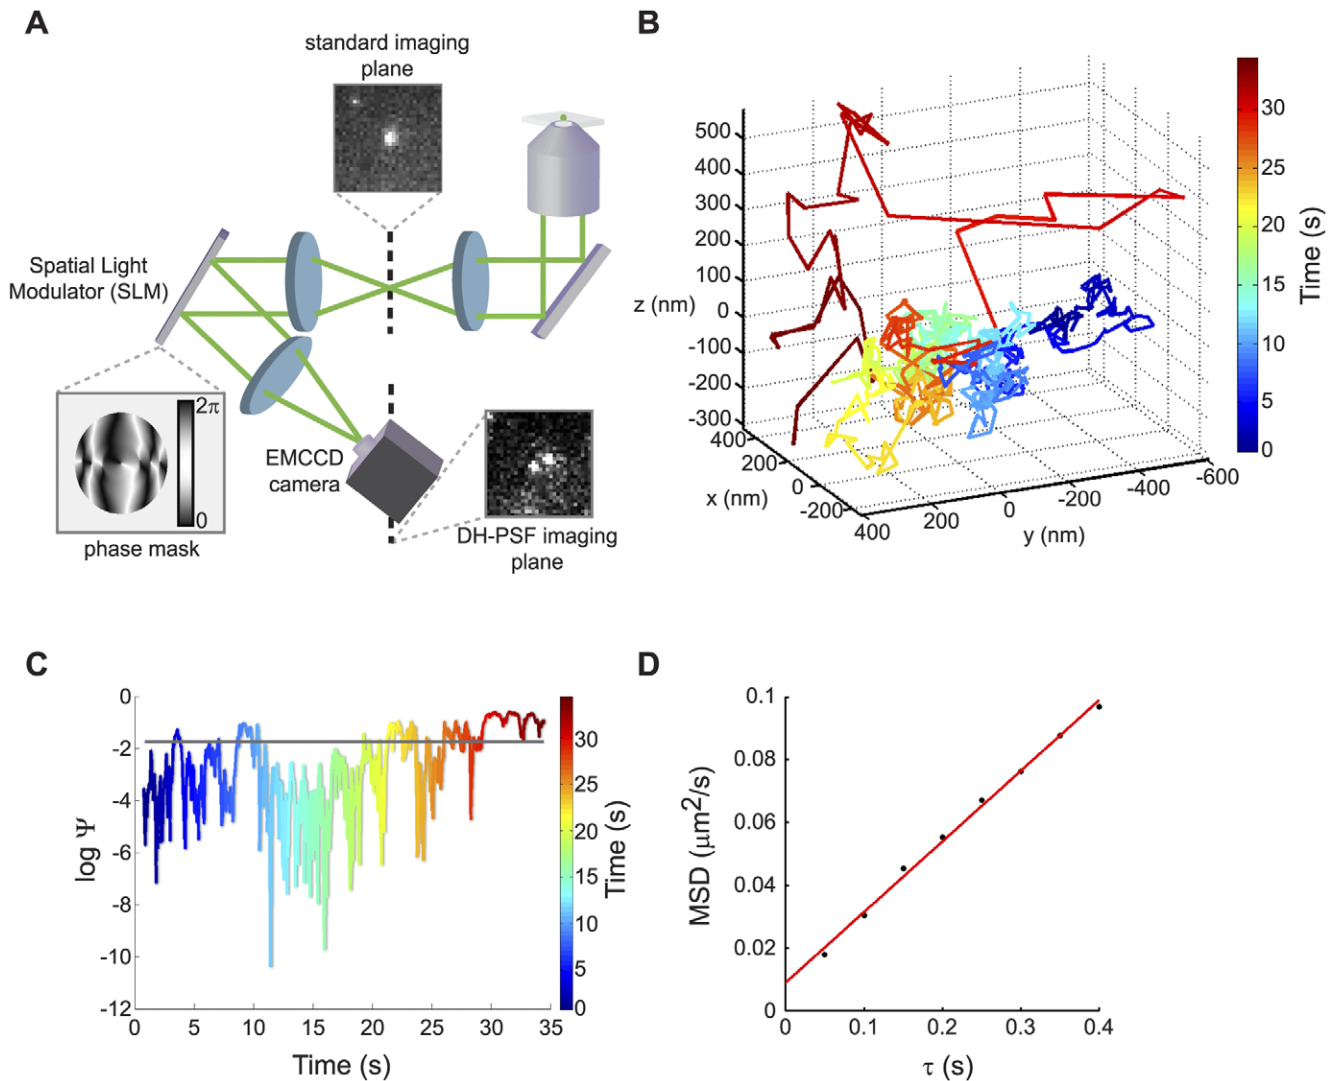 A
standard imaging
plane
Spatial Light
Modulator (SLM)
2π
0
phase mask
EMCCD
camera
DH-PSF imaging
plane
B
500
400
300
200
100
0
-100
-200
-300
z (nm)
400
200
0
-200
x (nm)
400
200
0
-200
-400
-600
y (nm)
30
25
20
15
10
5
0
Time (s)
C
0
-2
-4
-6
-8
-10
-12
log Ψ
0
5
10
15
20
25
30
35
Time (s)
30
25
20
15
10
5
0
Time (s)
D
0.1
0.08
0.06
0.04
0.02
0
MSD (μm²/s)
0
0.1
0.2
0.3
0.4
τ (s)